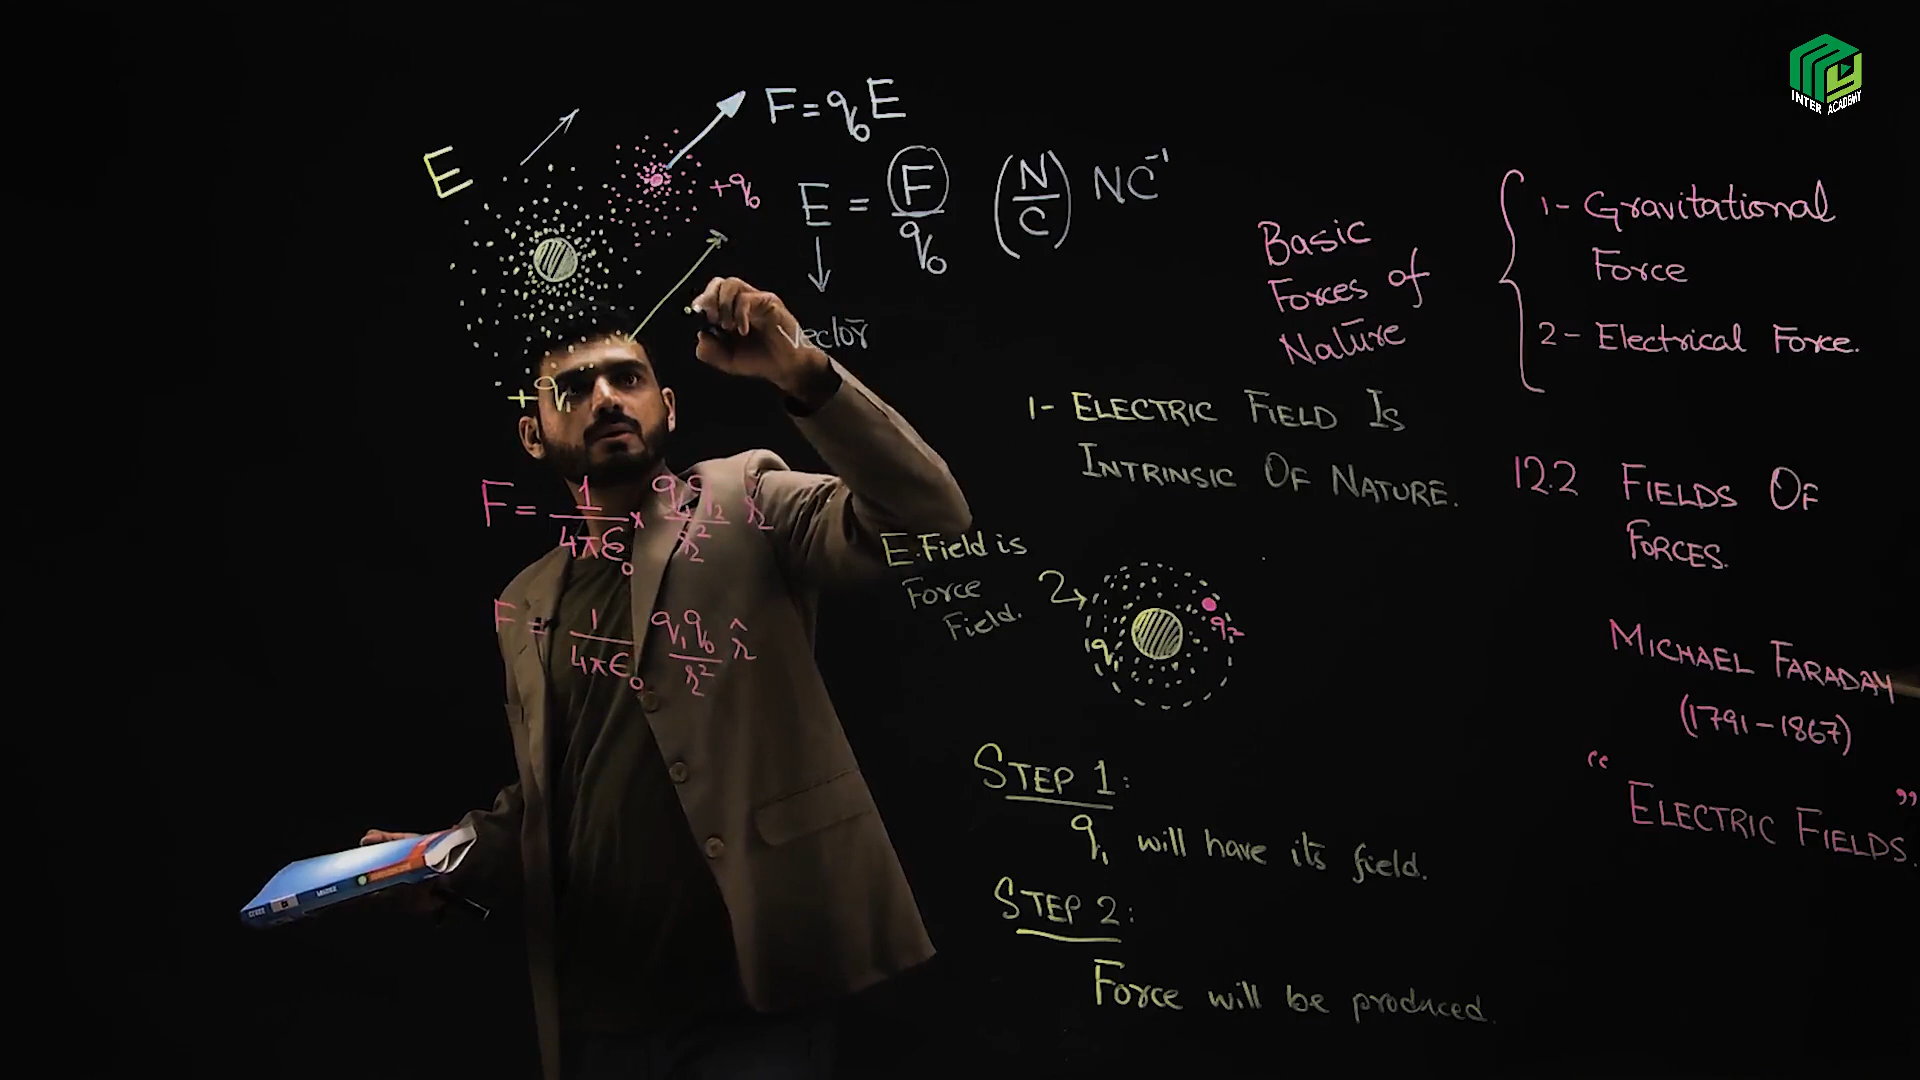 INTER ACADEMY
E
F = q₀E
+q₀
E = F/q₀ (N/C) NC⁻¹
vector
+q₁
F = 1/4πε₀ × q₁q₂/r² r̂
F = 1/4πε₀ q₁q₀/r² r̂
Basic
Forces of
Nature
1- Gravitational
Force
2- Electrical Force.
1- ELECTRIC FIELD IS
INTRINSIC OF NATURE.
E. Field is
Force
Field.
2
q₁
q₂
STEP 1:
q₁ will have its field.
STEP 2:
Force will be produced.
12.2 FIELDS OF
FORCES.
MICHAEL FARADAY
(1791-1867)
“ ELECTRIC FIELDS. ”